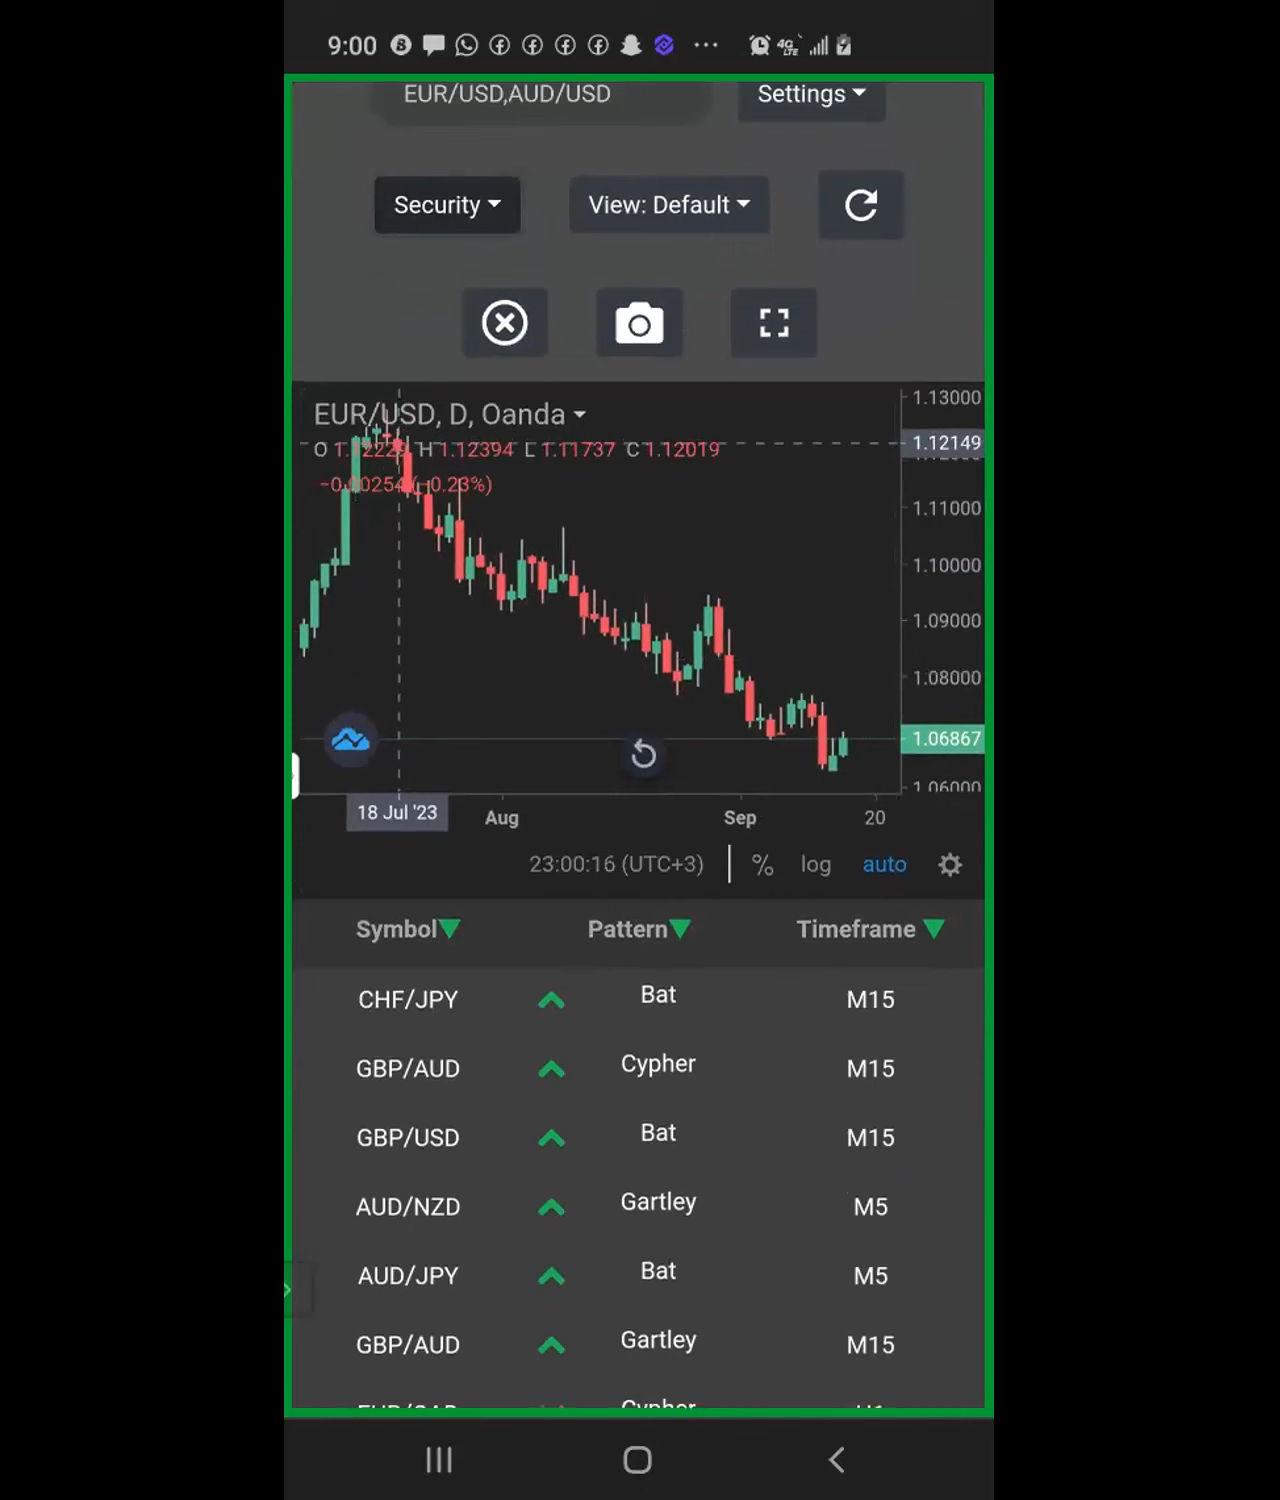 9:00
4G LTE
EUR/USD,AUD/USD
Settings
Security
View: Default
EUR/USD, D, Oanda
O 1.12229 H 1.12394 L 1.11737 C 1.12019
−0.00254 (−0.23%)
1.13000
1.12149
1.11000
1.10000
1.09000
1.08000
1.06867
1.06000
18 Jul '23
Aug
Sep
20
23:00:16 (UTC+3)
%
log
auto
Symbol
Pattern
Timeframe
CHF/JPY
Bat
M15
GBP/AUD
Cypher
M15
GBP/USD
Bat
M15
AUD/NZD
Gartley
M5
AUD/JPY
Bat
M5
GBP/AUD
Gartley
M15
Cypher